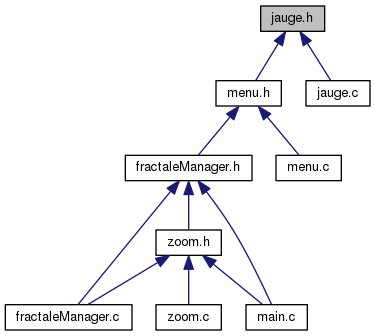 jauge.h
menu.h
jauge.c
fractaleManager.h
menu.c
zoom.h
fractaleManager.c
zoom.c
main.c